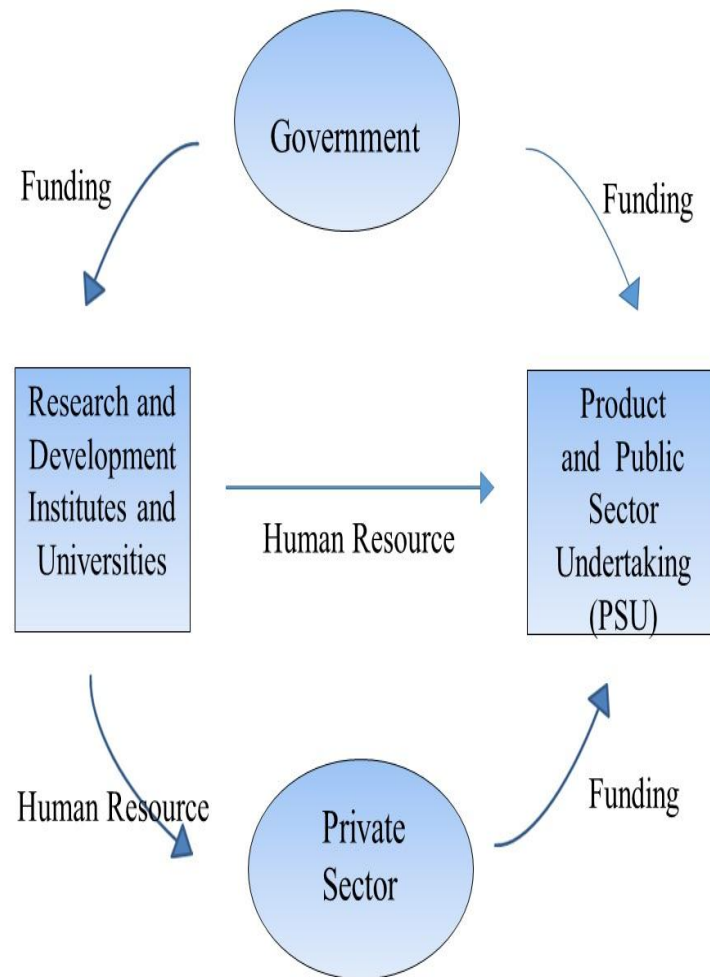 Government
Funding
Funding
Research and
Development
Institutes and
Universities
Human Resource
Product
and Public
Sector
Undertaking
(PSU)
Human Resource
Private
Sector
Funding